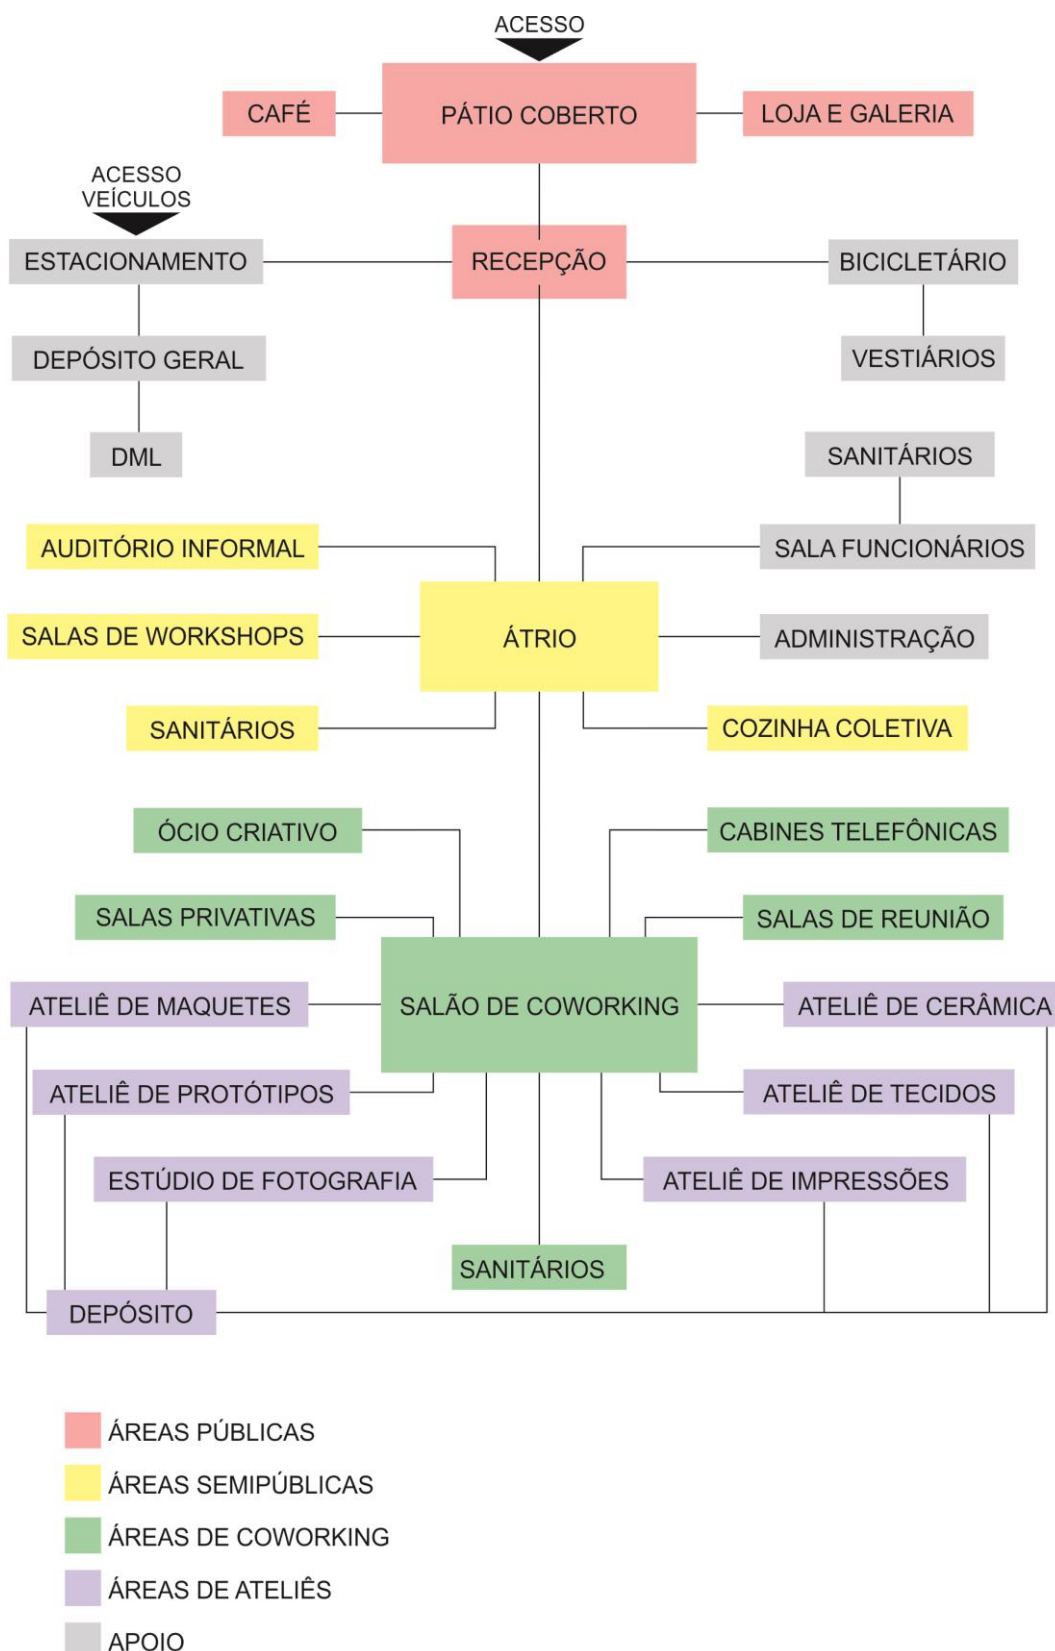 ACESSO
CAFÉ
PÁTIO COBERTO
LOJA E GALERIA
ACESSO
VEÍCULOS
ESTACIONAMENTO
RECEPÇÃO
BICICLETÁRIO
DEPÓSITO GERAL
VESTIÁRIOS
DML
SANITÁRIOS
AUDITÓRIO INFORMAL
SALA FUNCIONÁRIOS
SALAS DE WORKSHOPS
ÁTRIO
ADMINISTRAÇÃO
SANITÁRIOS
COZINHA COLETIVA
ÓCIO CRIATIVO
CABINES TELEFÔNICAS
SALAS PRIVATIVAS
SALAS DE REUNIÃO
ATELIÊ DE MAQUETES
SALÃO DE COWORKING
ATELIÊ DE CERÂMICA
ATELIÊ DE PROTÓTIPOS
ATELIÊ DE TECIDOS
ESTÚDIO DE FOTOGRAFIA
ATELIÊ DE IMPRESSÕES
SANITÁRIOS
DEPÓSITO
ÁREAS PÚBLICAS
ÁREAS SEMIPÚBLICAS
ÁREAS DE COWORKING
ÁREAS DE ATELIÊS
APOIO